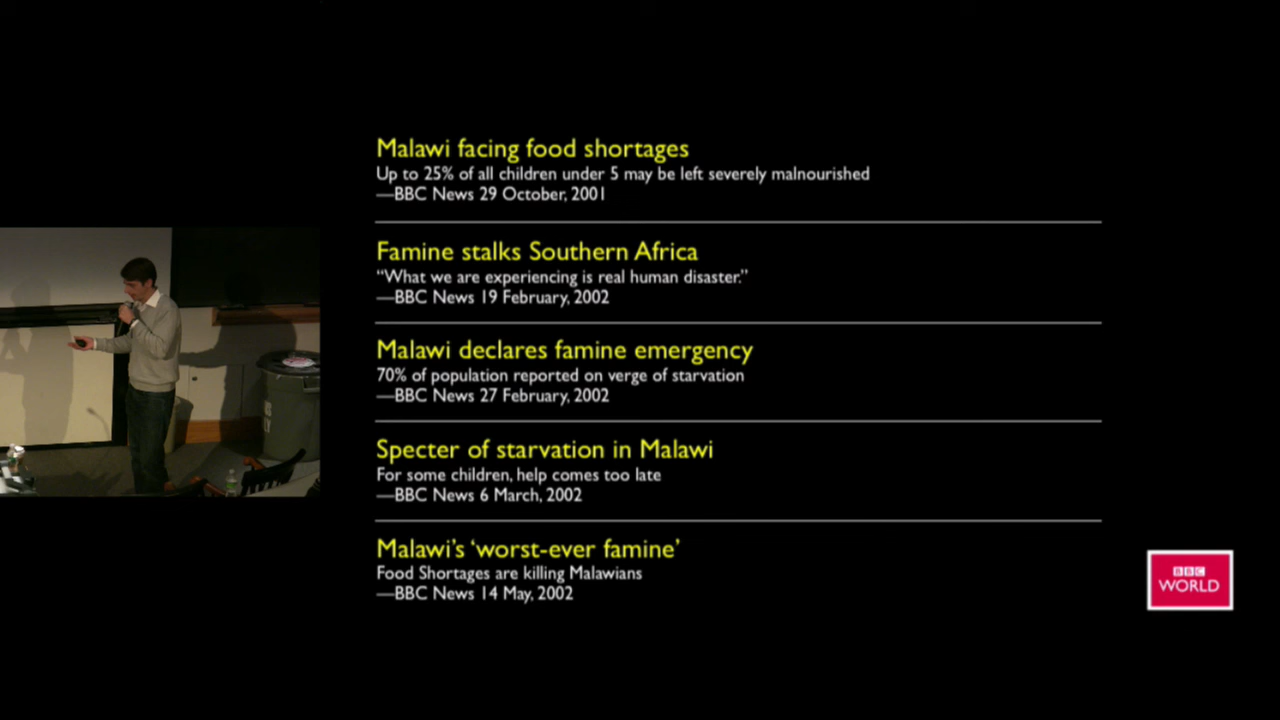 Malawi facing food shortages
Up to 25% of all children under 5 may be left severely malnourished
—BBC News 29 October, 2001
Famine stalks Southern Africa
“What we are experiencing is real human disaster.”
—BBC News 19 February, 2002
Malawi declares famine emergency
70% of population reported on verge of starvation
—BBC News 27 February, 2002
Specter of starvation in Malawi
For some children, help comes too late
—BBC News 6 March, 2002
Malawi’s ‘worst-ever famine’
Food Shortages are killing Malawians
—BBC News 14 May, 2002
BBC
WORLD